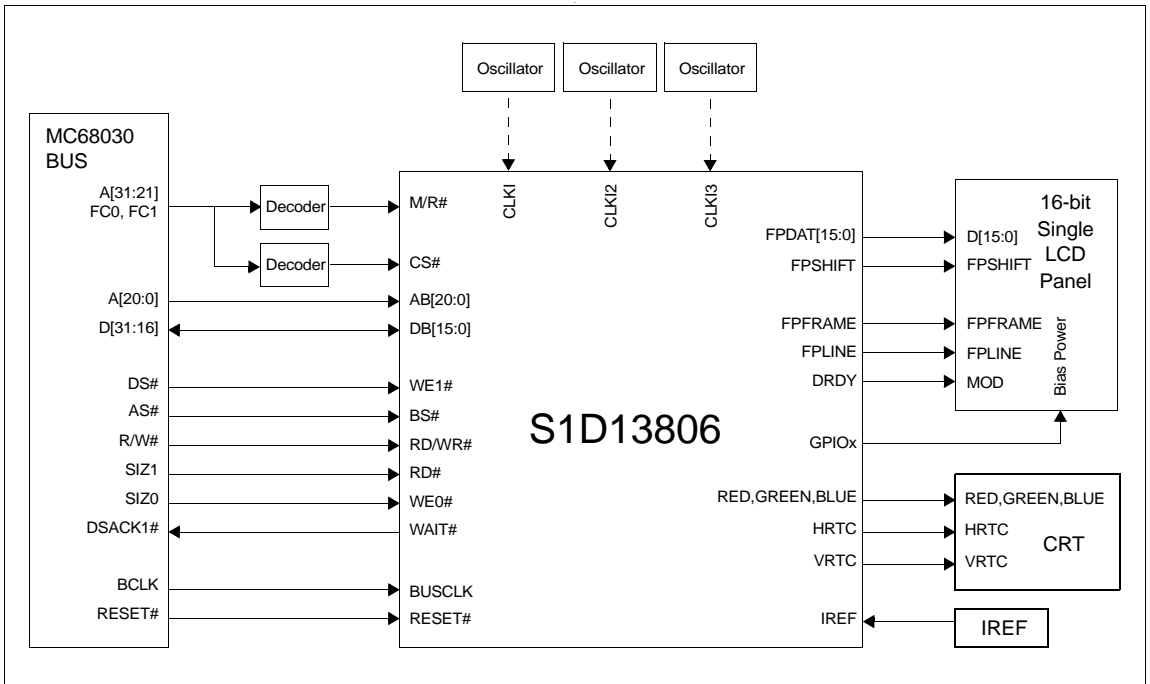 Oscillator
Oscillator
Oscillator
MC68030
BUS
A[31:21]
FC0, FC1
Decoder
Decoder
A[20:0]
D[31:16]
DS#
AS#
R/W#
SIZ1
SIZ0
DSACK1#
BCLK
RESET#
CLKI
CLKI2
CLKI3
M/R#
CS#
AB[20:0]
DB[15:0]
WE1#
BS#
RD/WR#
RD#
WE0#
WAIT#
BUSCLK
RESET#
S1D13806
FPDAT[15:0]
FPSHIFT
FPFRAME
FPLINE
DRDY
GPIOx
RED,GREEN,BLUE
HRTC
VRTC
IREF
16-bit
Single
LCD
Panel
D[15:0]
FPSHIFT
FPFRAME
FPLINE
MOD
Bias Power
RED,GREEN,BLUE
HRTC
VRTC
CRT
IREF